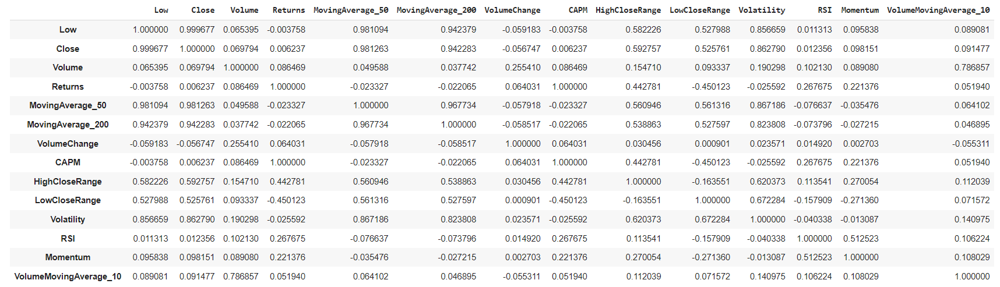 Low Close Volume Returns MovingAverage_50 MovingAverage_200 VolumeChange CAPM HighCloseRange LowCloseRange Volatility RSI Momentum VolumeMovingAverage_10
Low 1.000000 0.999677 0.065395 -0.003758 0.981094 0.942379 -0.059183 -0.003758 0.582226 0.527988 0.856659 0.011313 0.095838 0.089081
Close 0.999677 1.000000 0.069794 0.006237 0.981263 0.942283 -0.056747 0.006237 0.592757 0.525761 0.862790 0.012356 0.098151 0.091477
Volume 0.065395 0.069794 1.000000 0.086469 0.049588 0.037742 0.255410 0.086469 0.154710 0.093337 0.190298 0.102130 0.089080 0.786857
Returns -0.003758 0.006237 0.086469 1.000000 -0.023327 -0.022065 0.064031 1.000000 0.442781 -0.450123 -0.025592 0.267675 0.221376 0.051940
MovingAverage_50 0.981094 0.981263 0.049588 -0.023327 1.000000 0.967734 -0.057918 -0.023327 0.560946 0.561316 0.867186 -0.076637 -0.035476 0.064102
MovingAverage_200 0.942379 0.942283 0.037742 -0.022065 0.967734 1.000000 -0.058517 -0.022065 0.538863 0.527597 0.823808 -0.073796 -0.027215 0.046895
VolumeChange -0.059183 -0.056747 0.255410 0.064031 -0.057918 -0.058517 1.000000 0.064031 0.030456 0.000901 0.023571 0.014920 0.002703 -0.055311
CAPM -0.003758 0.006237 0.086469 1.000000 -0.023327 -0.022065 0.064031 1.000000 0.442781 -0.450123 -0.025592 0.267675 0.221376 0.051940
HighCloseRange 0.582226 0.592757 0.154710 0.442781 0.560946 0.538863 0.030456 0.442781 1.000000 -0.163551 0.620373 0.113541 0.270054 0.112039
LowCloseRange 0.527988 0.525761 0.093337 -0.450123 0.561316 0.527597 0.000901 -0.450123 -0.163551 1.000000 0.672284 -0.157909 -0.271360 0.071572
Volatility 0.856659 0.862790 0.190298 -0.025592 0.867186 0.823808 0.023571 -0.025592 0.620373 0.672284 1.000000 -0.040338 -0.013087 0.140975
RSI 0.011313 0.012356 0.102130 0.267675 -0.076637 -0.073796 0.014920 0.267675 0.113541 -0.157909 -0.040338 1.000000 0.512523 0.106224
Momentum 0.095838 0.098151 0.089080 0.221376 -0.035476 -0.027215 0.002703 0.221376 0.270054 -0.271360 -0.013087 0.512523 1.000000 0.108029
VolumeMovingAverage_10 0.089081 0.091477 0.786857 0.051940 0.064102 0.046895 -0.055311 0.051940 0.112039 0.071572 0.140975 0.106224 0.108029 1.000000